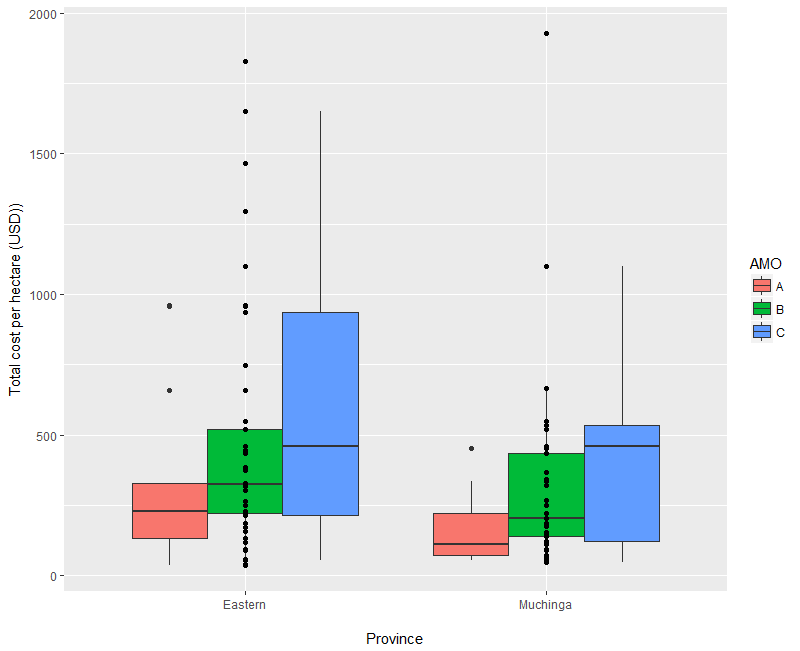 2000
1500
1000
500
0
Total cost per hectare (USD))
Eastern
Muchinga
Province
AMO
A
B
C